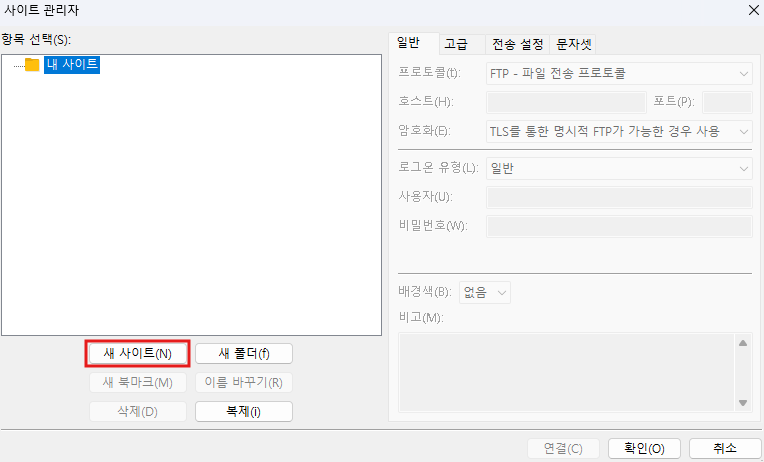 사이트 관리자
항목 선택(S):
내 사이트
새 사이트(N)
새 폴더(f)
새 북마크(M)
이름 바꾸기(R)
삭제(D)
복제(i)
일반
고급
전송 설정
문자셋
프로토콜(t):
FTP - 파일 전송 프로토콜
호스트(H):
포트(P):
암호화(E):
TLS를 통한 명시적 FTP가 가능한 경우 사용
로그온 유형(L):
일반
사용자(U):
비밀번호(W):
배경색(B):
없음
비고(M):
연결(C)
확인(O)
취소